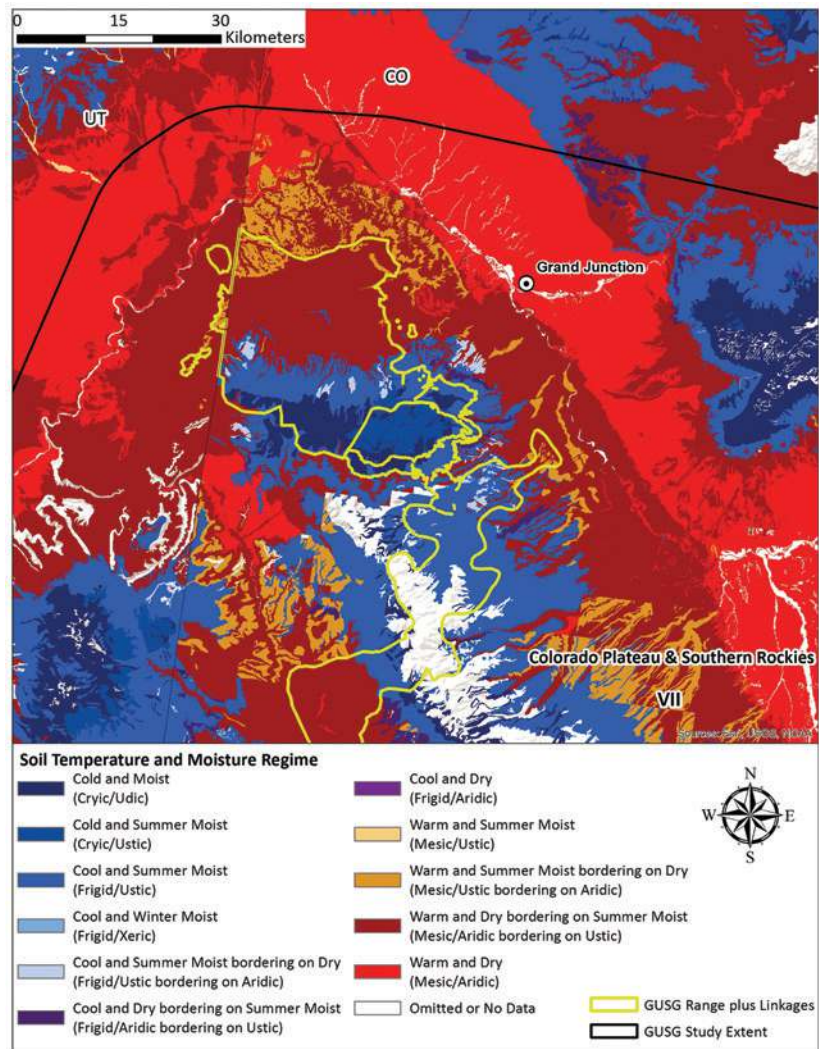 0 15 30
Kilometers
CO
UT
Grand Junction
Colorado Plateau & Southern Rockies
VII
Sources: Esri, USGS, NOAA
Soil Temperature and Moisture Regime
Cold and Moist
(Cryic/Udic)
Cold and Summer Moist
(Cryic/Ustic)
Cool and Summer Moist
(Frigid/Ustic)
Cool and Winter Moist
(Frigid/Xeric)
Cool and Summer Moist bordering on Dry
(Frigid/Ustic bordering on Aridic)
Cool and Dry bordering on Summer Moist
(Frigid/Aridic bordering on Ustic)
Cool and Dry
(Frigid/Aridic)
Warm and Summer Moist
(Mesic/Ustic)
Warm and Summer Moist bordering on Dry
(Mesic/Ustic bordering on Aridic)
Warm and Dry bordering on Summer Moist
(Mesic/Aridic bordering on Ustic)
Warm and Dry
(Mesic/Aridic)
Omitted or No Data
N
W E
S
GUSG Range plus Linkages
GUSG Study Extent